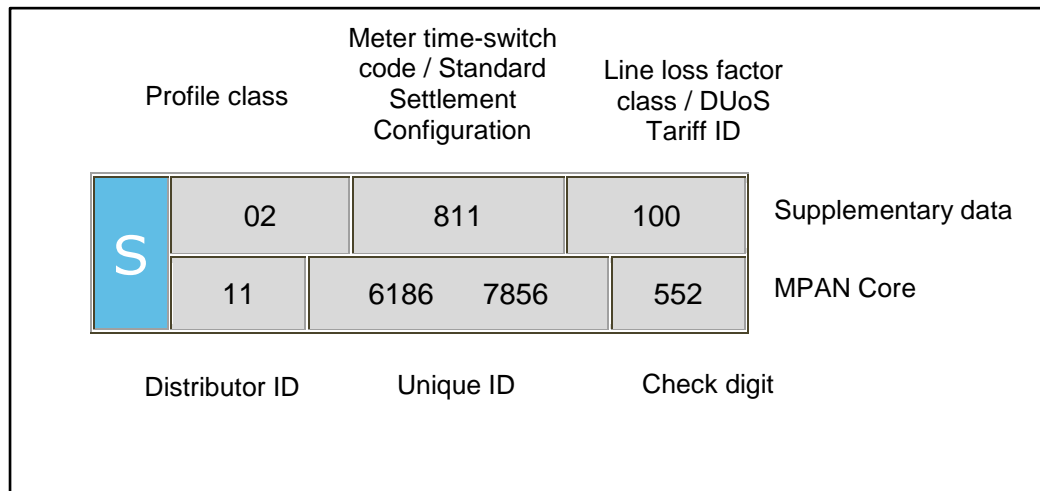 Profile class
Meter time-switch
code / Standard
Settlement
Configuration
Line loss factor
class / DUoS
Tariff ID
S
02
811
100
Supplementary data
11
6186 7856
552
MPAN Core
Distributor ID
Unique ID
Check digit